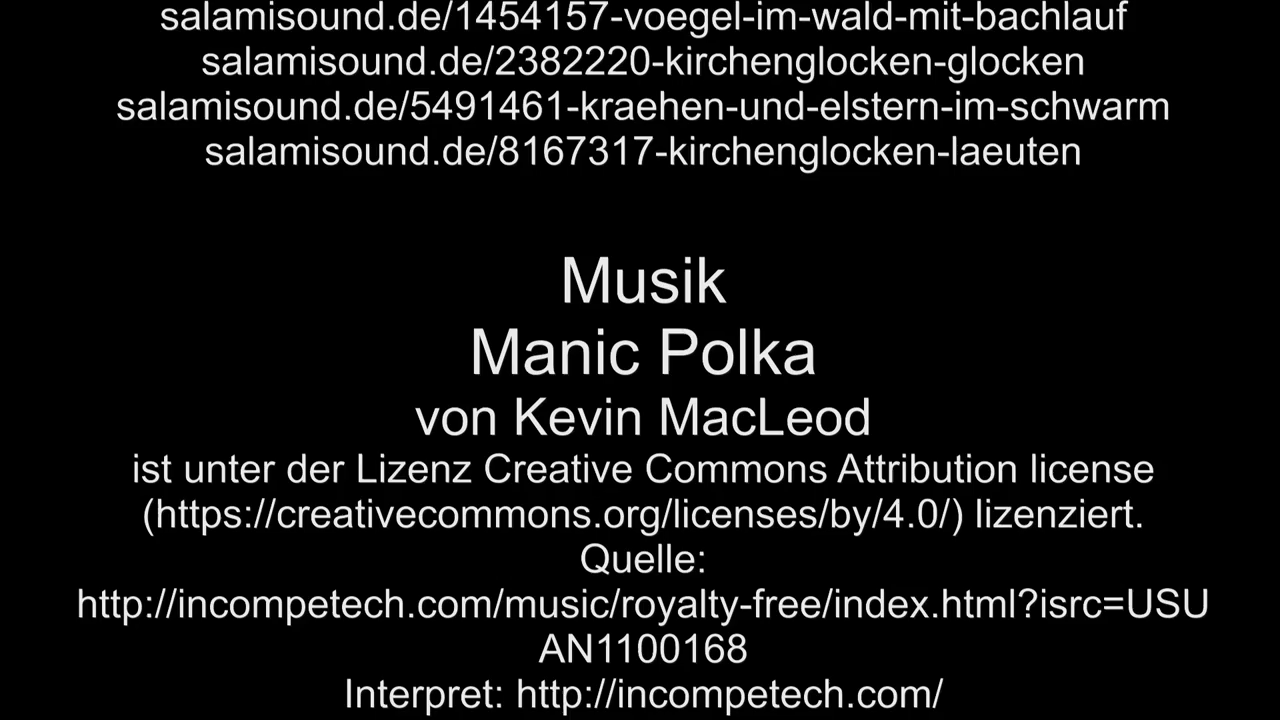 salamisound.de/1454157-voegel-im-wald-mit-bachlauf
salamisound.de/2382220-kirchenglocken-glocken
salamisound.de/5491461-kraehen-und-elstern-im-schwarm
salamisound.de/8167317-kirchenglocken-laeuten
Musik
Manic Polka
von Kevin MacLeod
ist unter der Lizenz Creative Commons Attribution license
(https://creativecommons.org/licenses/by/4.0/) lizenziert.
Quelle:
http://incompetech.com/music/royalty-free/index.html?isrc=USU
AN1100168
Interpret: http://incompetech.com/